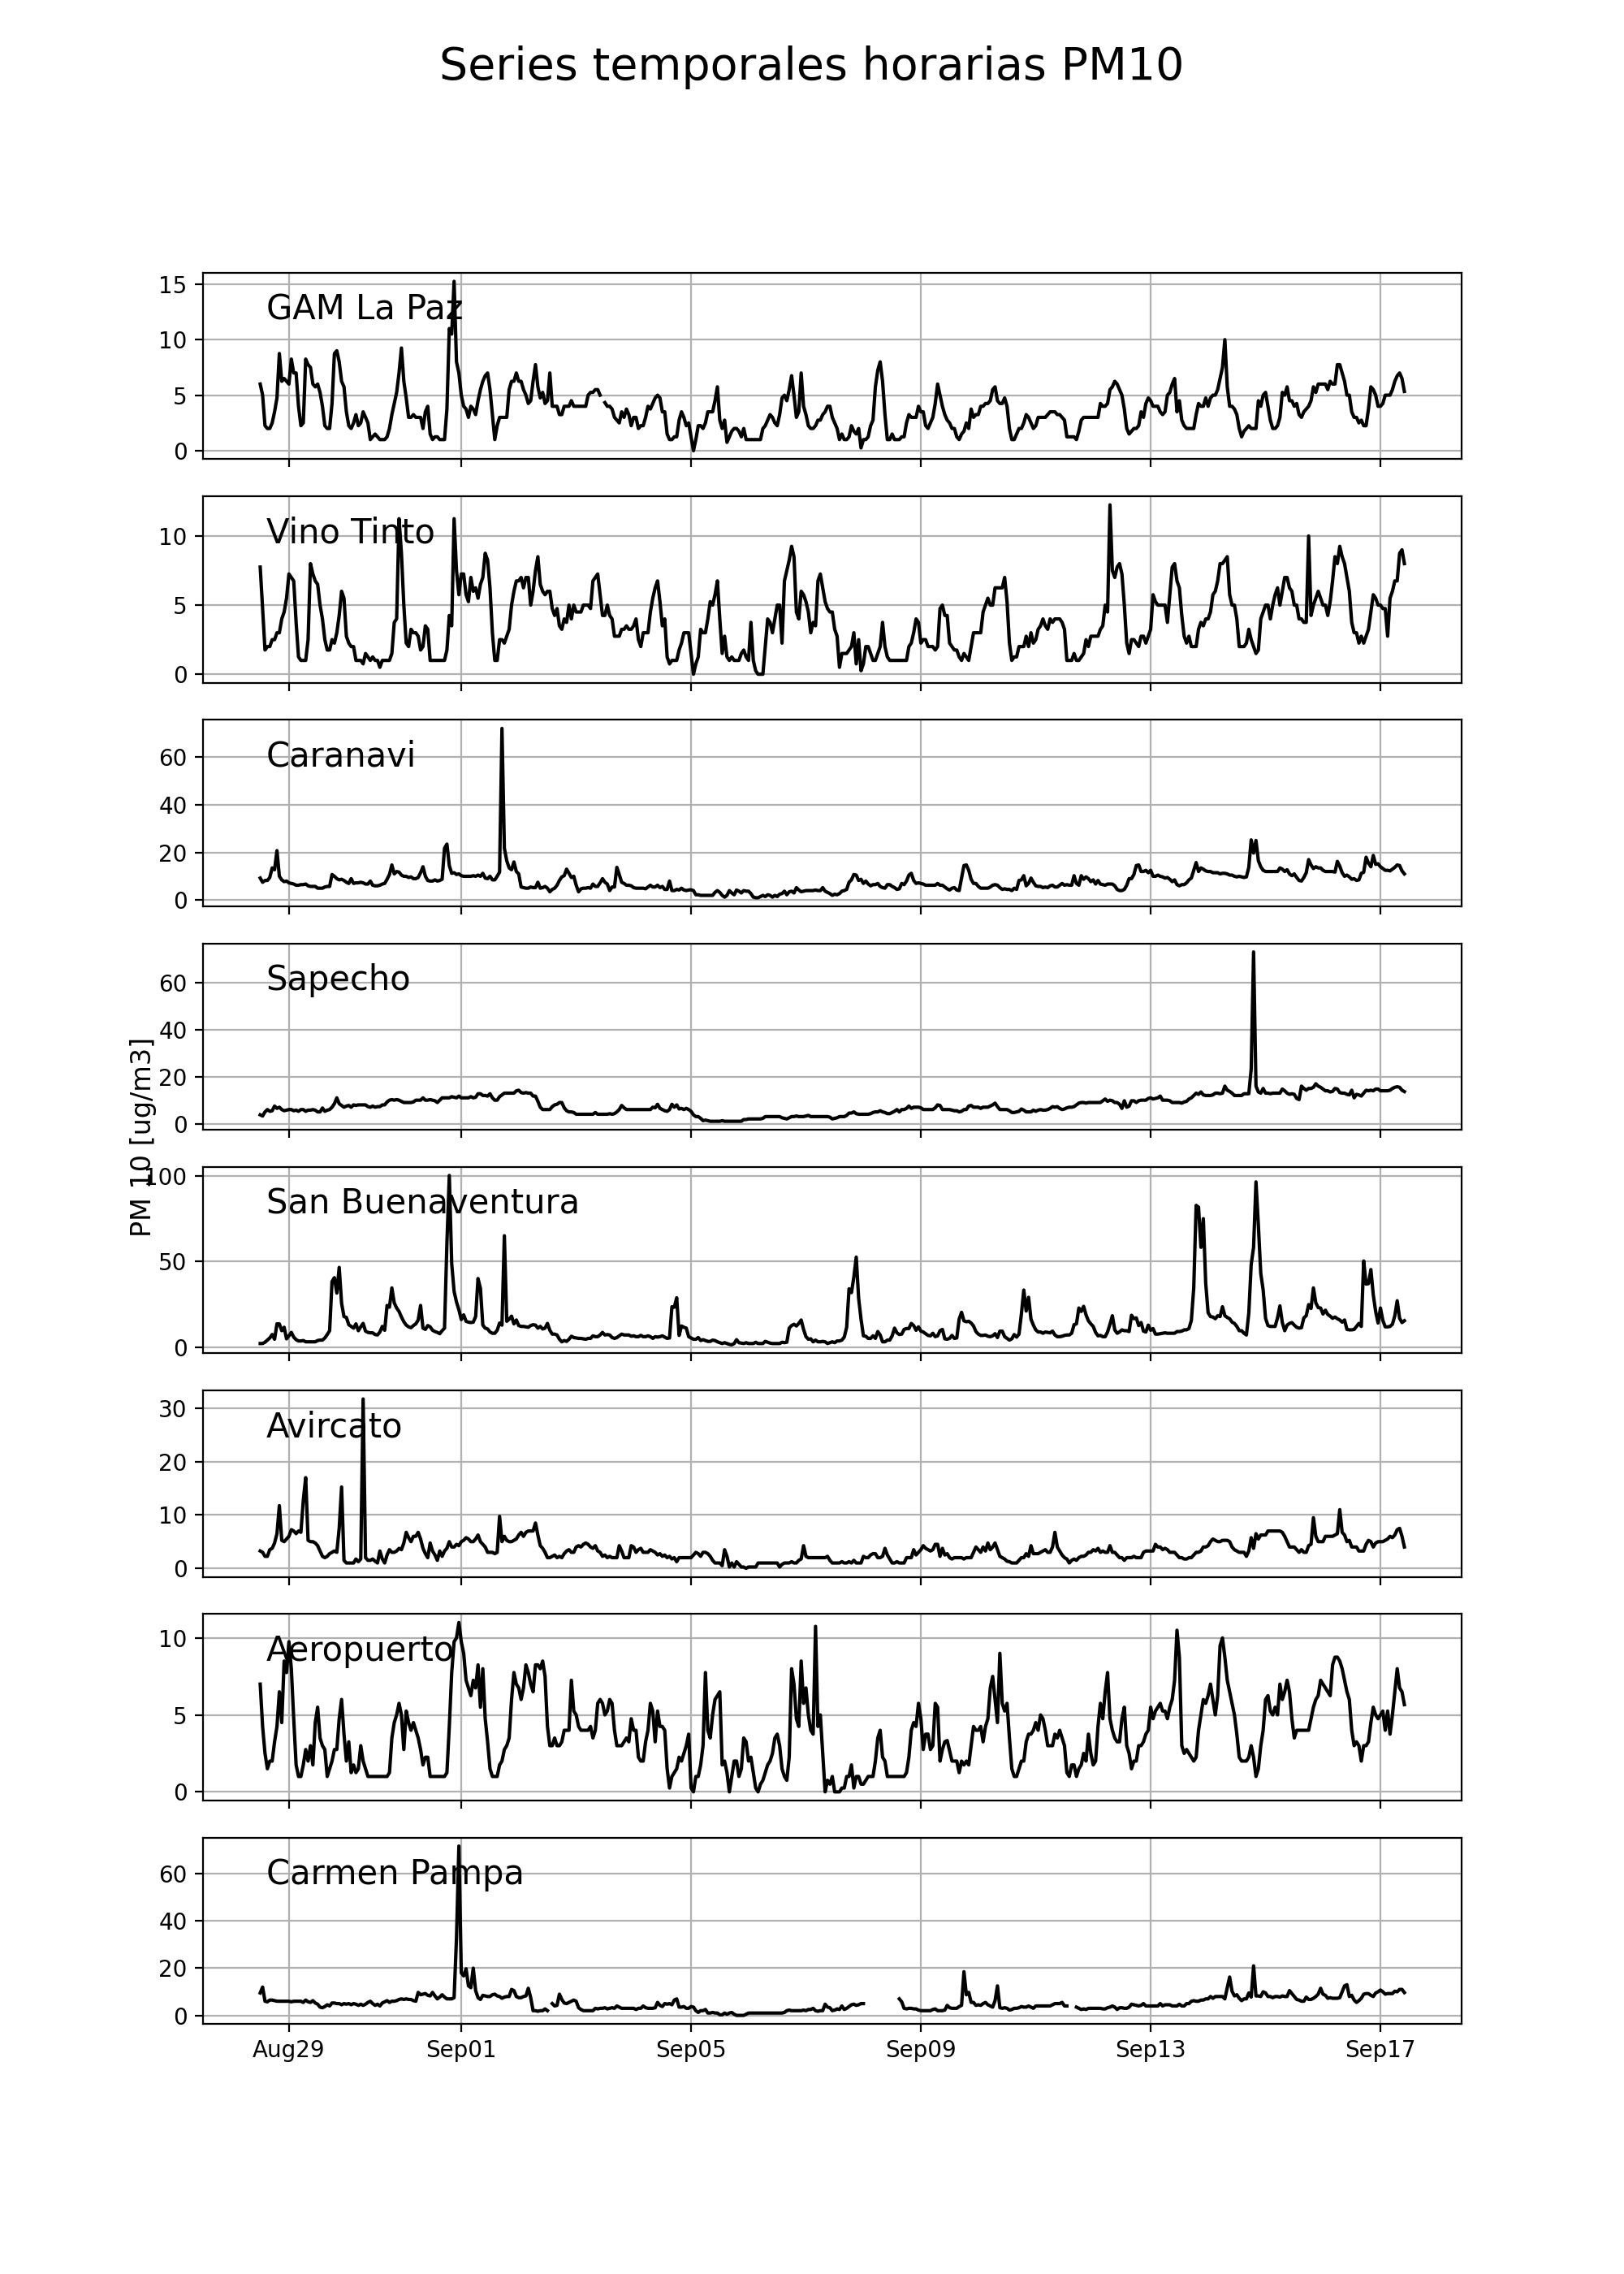 Series temporales horarias PM10
PM 10 [ug/m3]
GAM La Paz
15
10
5
0
Vino Tinto
10
5
0
Caranavi
60
40
20
0
Sapecho
60
40
20
0
San Buenaventura
100
50
0
Avircato
30
20
10
0
Aeropuerto
10
5
0
Carmen Pampa
60
40
20
0
Aug29 Sep01 Sep05 Sep09 Sep13 Sep17